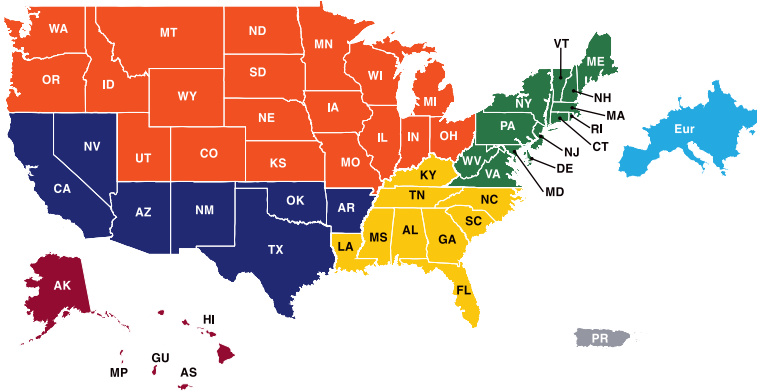 WA
MT
ND
MN
VT
ME
OR
ID
SD
WI
WY
MI
NY
NH
MA
IA
NE
PA
RI
Eur
NV
UT
CO
IL
IN
OH
CT
NJ
KS
MO
WV
VA
DE
MD
CA
KY
AZ
NM
OK
AR
TN
NC
TX
LA
MS
AL
GA
SC
FL
AK
HI
PR
MP
GU
AS